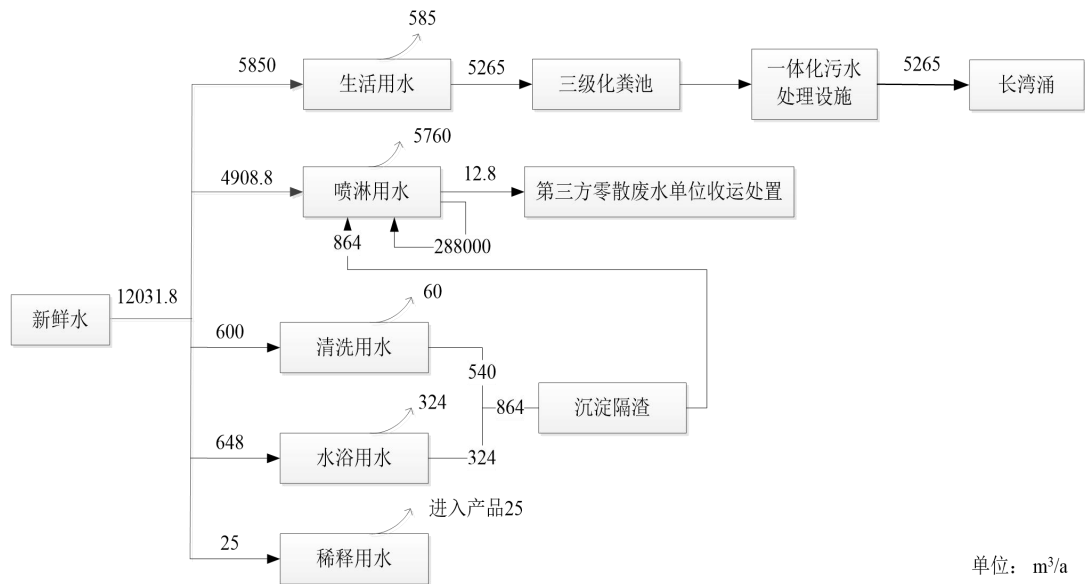 585
5850
生活用水
5265
三级化粪池
一体化污水
处理设施
5265
长湾涌
5760
4908.8
喷淋用水
12.8
第三方零散废水单位收运处置
864
288000
新鲜水
12031.8
60
600
清洗用水
540
864
沉淀隔渣
324
648
水浴用水
324
进入产品25
25
稀释用水
单位： m³/a